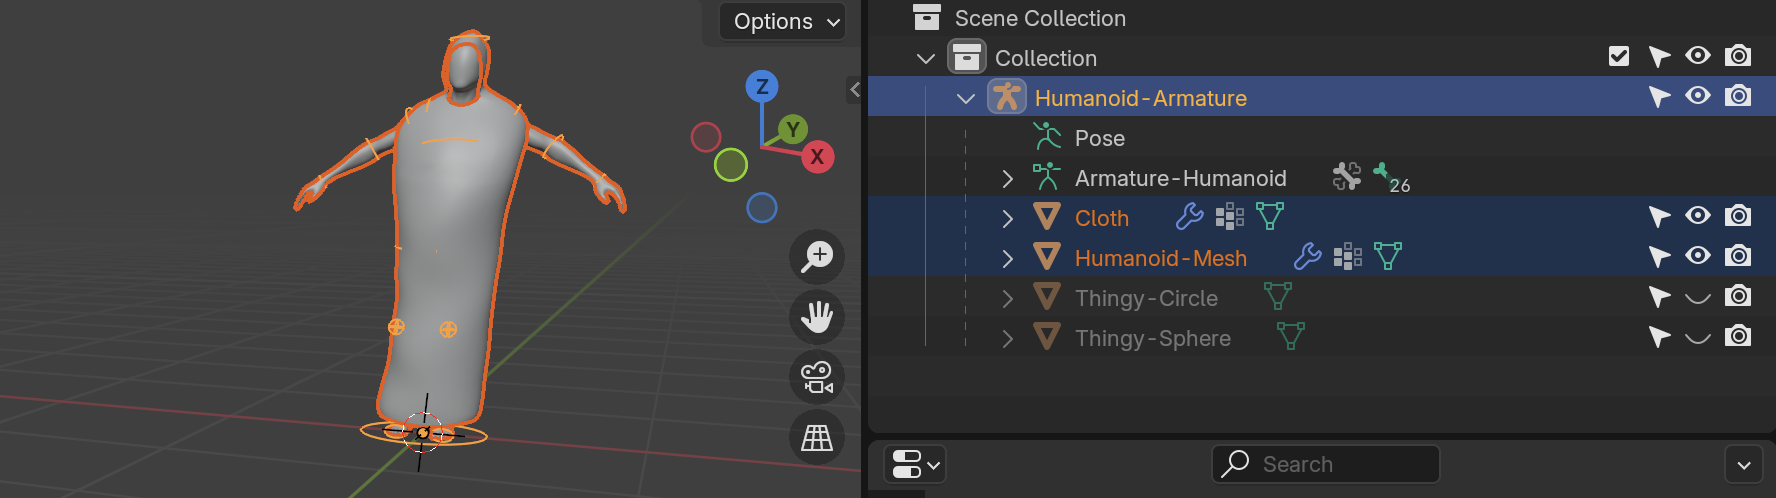 Options
Z
Y
X
Scene Collection
Collection
Humanoid-Armature
Pose
Armature-Humanoid 26
Cloth
Humanoid-Mesh
Thingy-Circle
Thingy-Sphere
Search